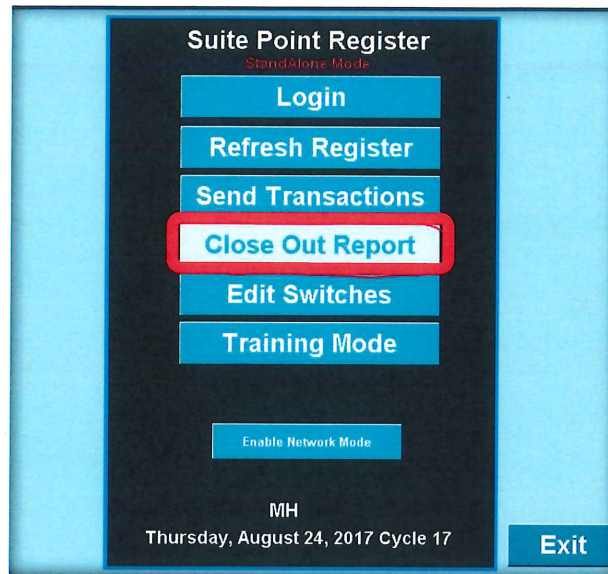 Suite Point Register
StandAlone Mode
Login
Refresh Register
Send Transactions
Close Out Report
Edit Switches
Training Mode
Enable Network Mode
MH
Thursday, August 24, 2017 Cycle 17
Exit